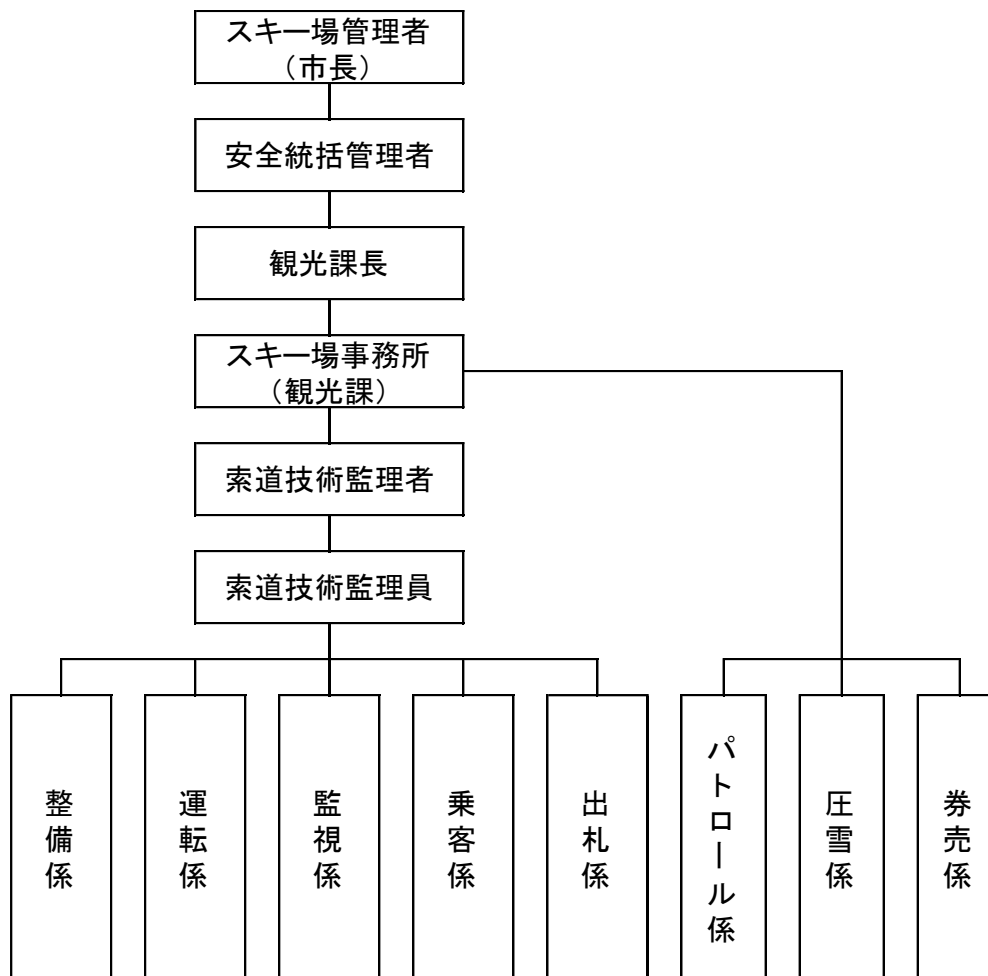 スキー場管理者
（市長）
安全統括管理者
観光課長
スキー場事務所
（観光課）
索道技術監理者
索道技術監理員
整備係
運転係
監視係
乗客係
出札係
パトロール係
圧雪係
券売係